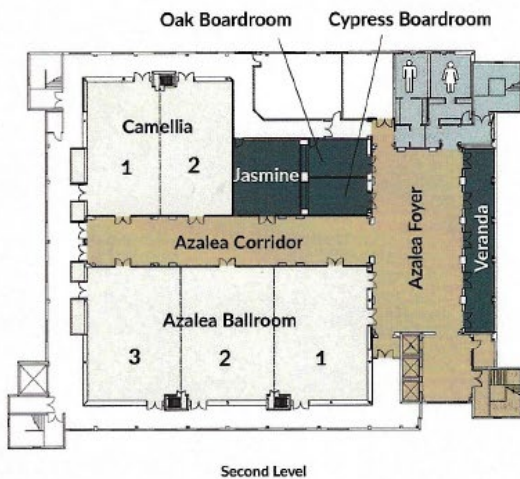 Oak Boardroom
Cypress Boardroom
Camellia
1
2
Jasmine
Azalea Corridor
Azalea Foyer
Veranda
Azalea Ballroom
3
2
1
Second Level